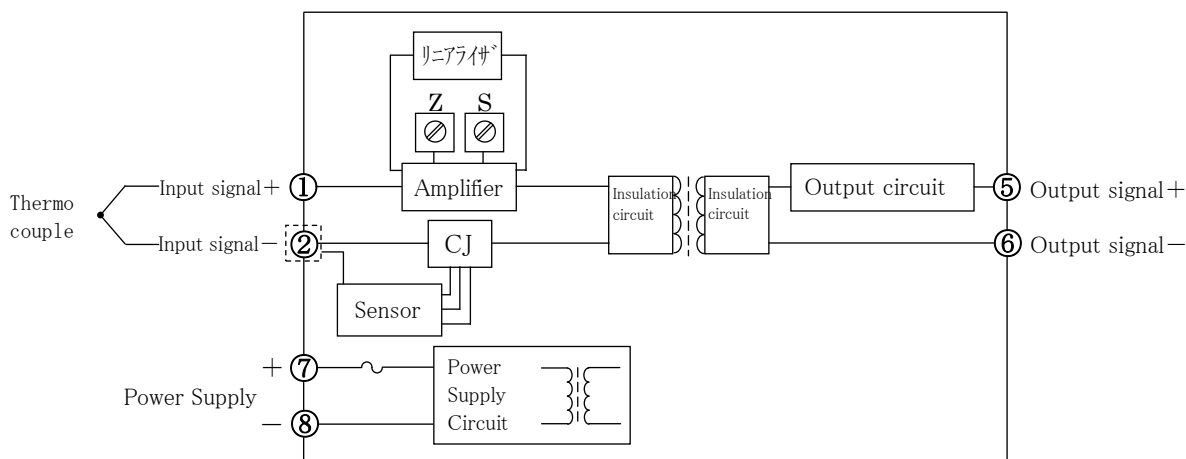 リニアライザ
Z
S
Thermo
couple
Input signal+
①
Amplifier
Insulation
circuit
Insulation
circuit
Output circuit
⑤
Output signal+
Input signal−
②
CJ
⑥
Output signal−
Sensor
+
⑦
Power Supply
−
⑧
Power
Supply
Circuit